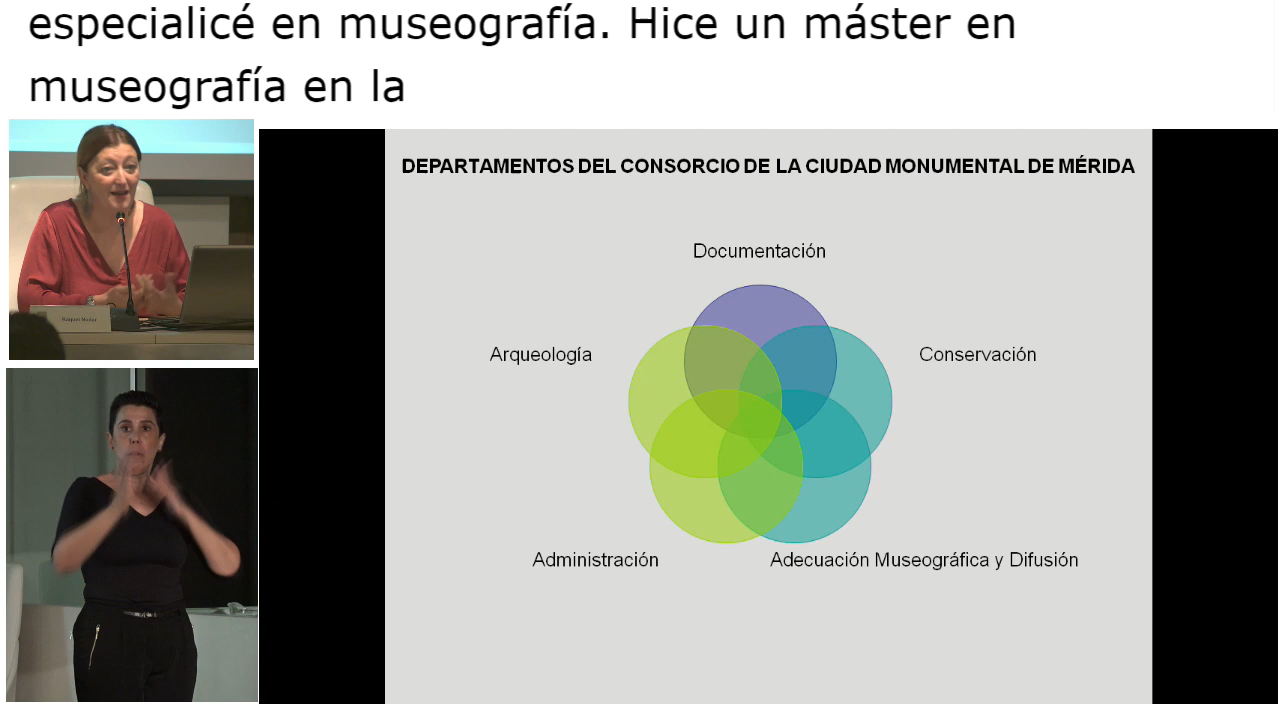 especialicé en museografía. Hice un máster en
museografía en la
DEPARTAMENTOS DEL CONSORCIO DE LA CIUDAD MONUMENTAL DE MÉRIDA
Documentación
Arqueología
Conservación
Administración
Adecuación Museográfica y Difusión